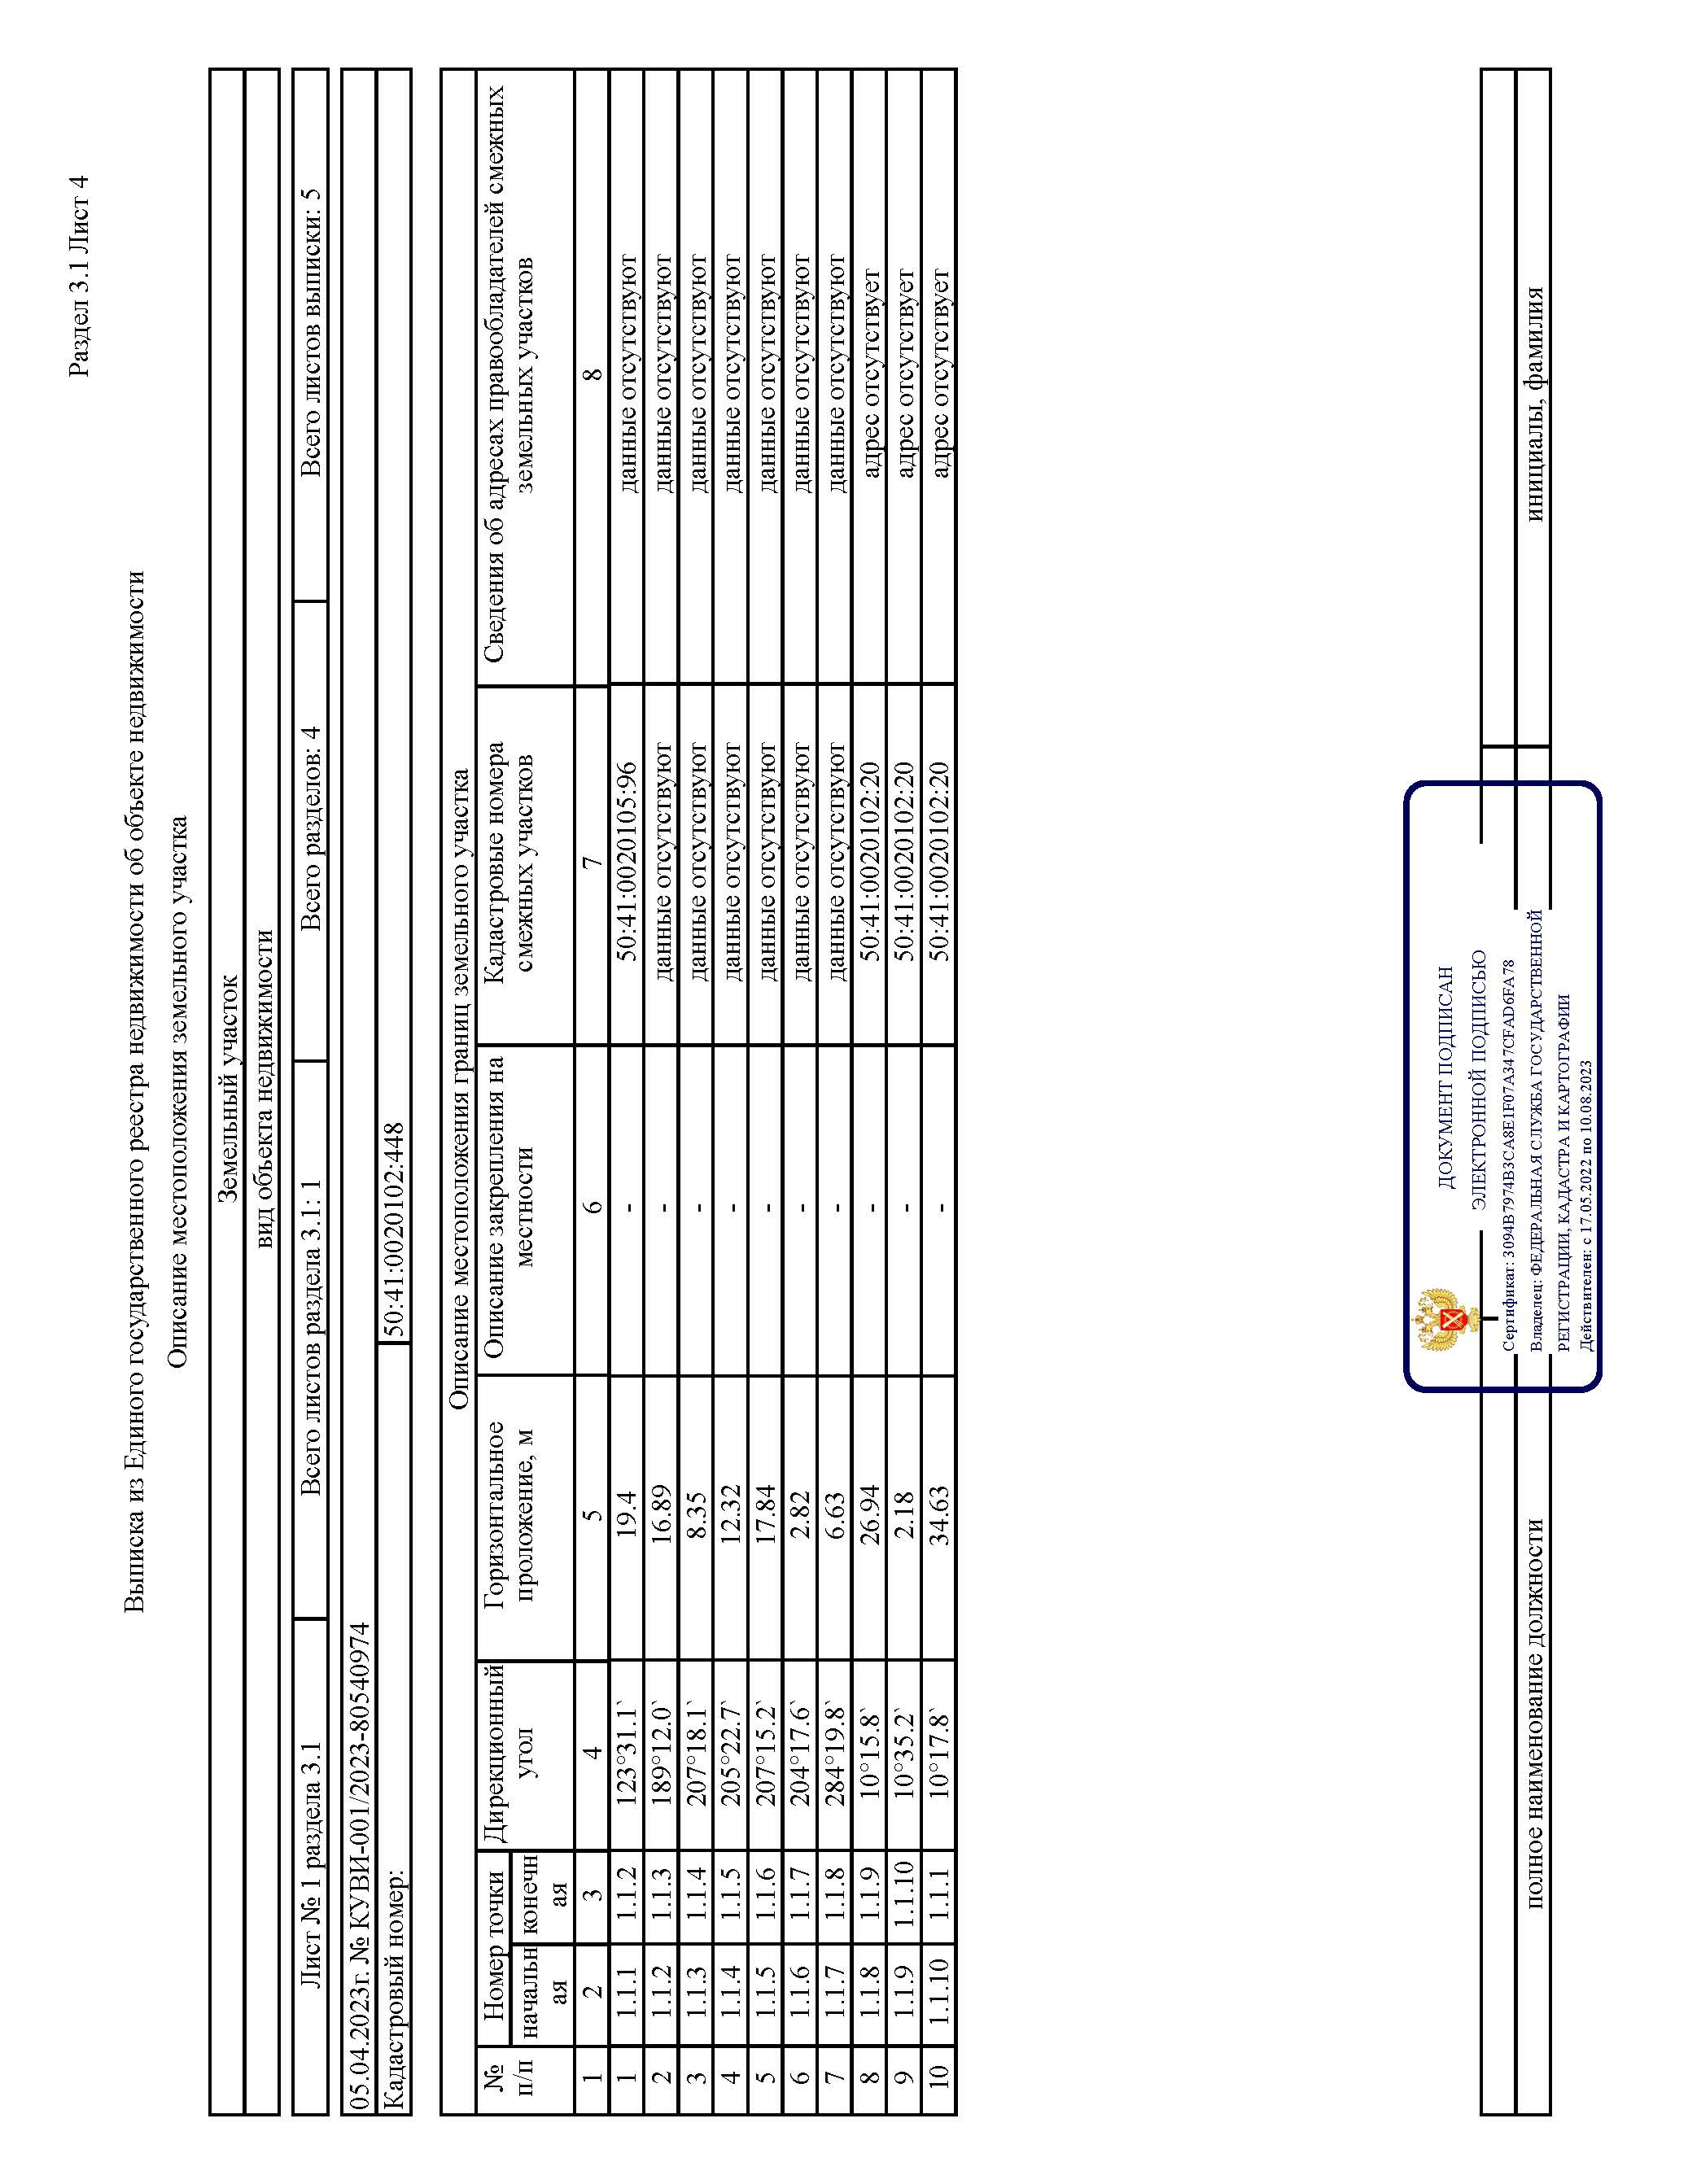 Раздел 3.1 Лист 4
Выписка из Единого государственного реестра недвижимости об объекте недвижимости
Описание местоположения земельного участка
Земельный участок
вид объекта недвижимости
Лист № 1 раздела 3.1 Всего листов раздела 3.1: 1 Всего разделов: 4 Всего листов выписки: 5
05.04.2023г. № КУВИ-001/2023-80540974
Кадастровый номер: 50:41:0020102:448
Описание местоположения границ земельного участка
№ п/п Номер точки Дирекционный угол Горизонтальное проложение, м Описание закрепления на местности Кадастровые номера смежных участков Сведения об адресах правообладателей смежных земельных участков
начальн ая конечн ая
1 2 3 4 5 6 7 8
1 1.1.1 1.1.2 123°31.1` 19.4 - 50:41:0020105:96 данные отсутствуют
2 1.1.2 1.1.3 189°12.0` 16.89 - данные отсутствуют данные отсутствуют
3 1.1.3 1.1.4 207°18.1` 8.35 - данные отсутствуют данные отсутствуют
4 1.1.4 1.1.5 205°22.7` 12.32 - данные отсутствуют данные отсутствуют
5 1.1.5 1.1.6 207°15.2` 17.84 - данные отсутствуют данные отсутствуют
6 1.1.6 1.1.7 204°17.6` 2.82 - данные отсутствуют данные отсутствуют
7 1.1.7 1.1.8 284°19.8` 6.63 - данные отсутствуют данные отсутствуют
8 1.1.8 1.1.9 10°15.8` 26.94 - 50:41:0020102:20 адрес отсутствует
9 1.1.9 1.1.10 10°35.2` 2.18 - 50:41:0020102:20 адрес отсутствует
10 1.1.10 1.1.1 10°17.8` 34.63 - 50:41:0020102:20 адрес отсутствует
ДОКУМЕНТ ПОДПИСАН
ЭЛЕКТРОННОЙ ПОДПИСЬЮ
Сертификат: 3094B7974B3CA8E1F07A347CFAD6FA78
Владелец: ФЕДЕРАЛЬНАЯ СЛУЖБА ГОСУДАРСТВЕННОЙ
РЕГИСТРАЦИИ, КАДАСТРА И КАРТОГРАФИИ
Действителен: с 17.05.2022 по 10.08.2023
полное наименование должности инициалы, фамилия